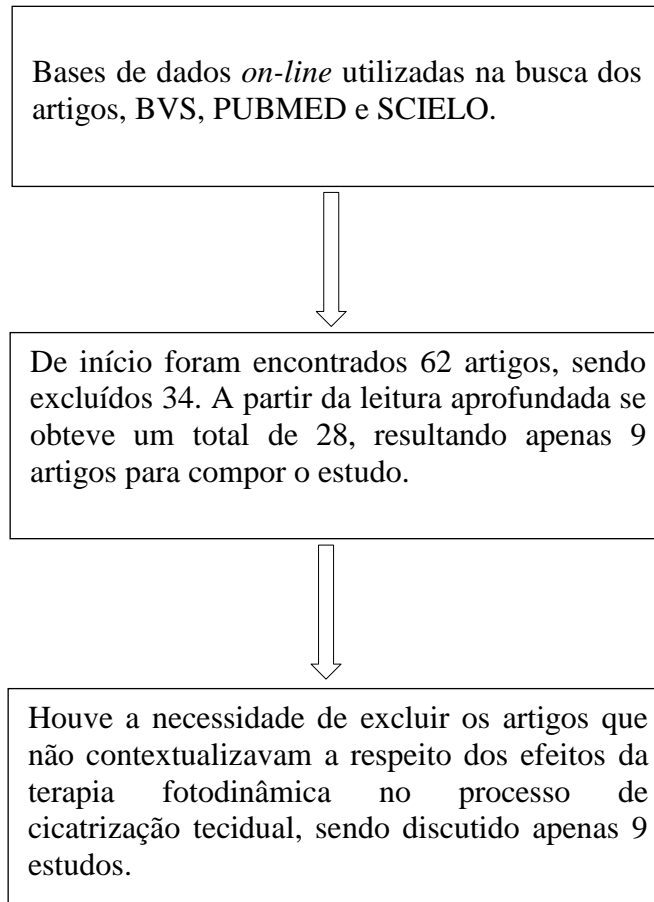 Bases de dados on-line utilizadas na busca dos
artigos, BVS, PUBMED e SCIELO.
De início foram encontrados 62 artigos, sendo
excluídos 34. A partir da leitura aprofundada se
obteve um total de 28, resultando apenas 9
artigos para compor o estudo.
Houve a necessidade de excluir os artigos que
não contextualizavam a respeito dos efeitos da
terapia fotodinâmica no processo de
cicatrização tecidual, sendo discutido apenas 9
estudos.